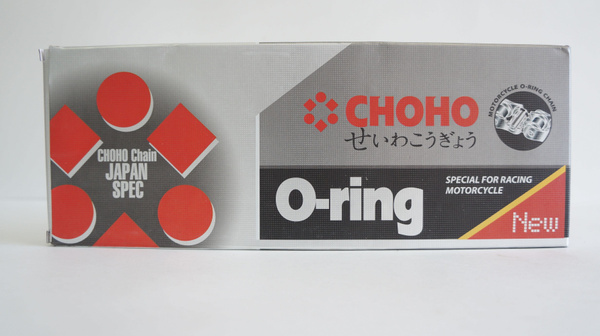 CHOHO Chain
JAPAN
SPEC
CHOHO
せいわこうぎょう
MOTORCYCLE O-RING CHAIN
O-ring
SPECIAL FOR RACING
MOTORCYCLE
New